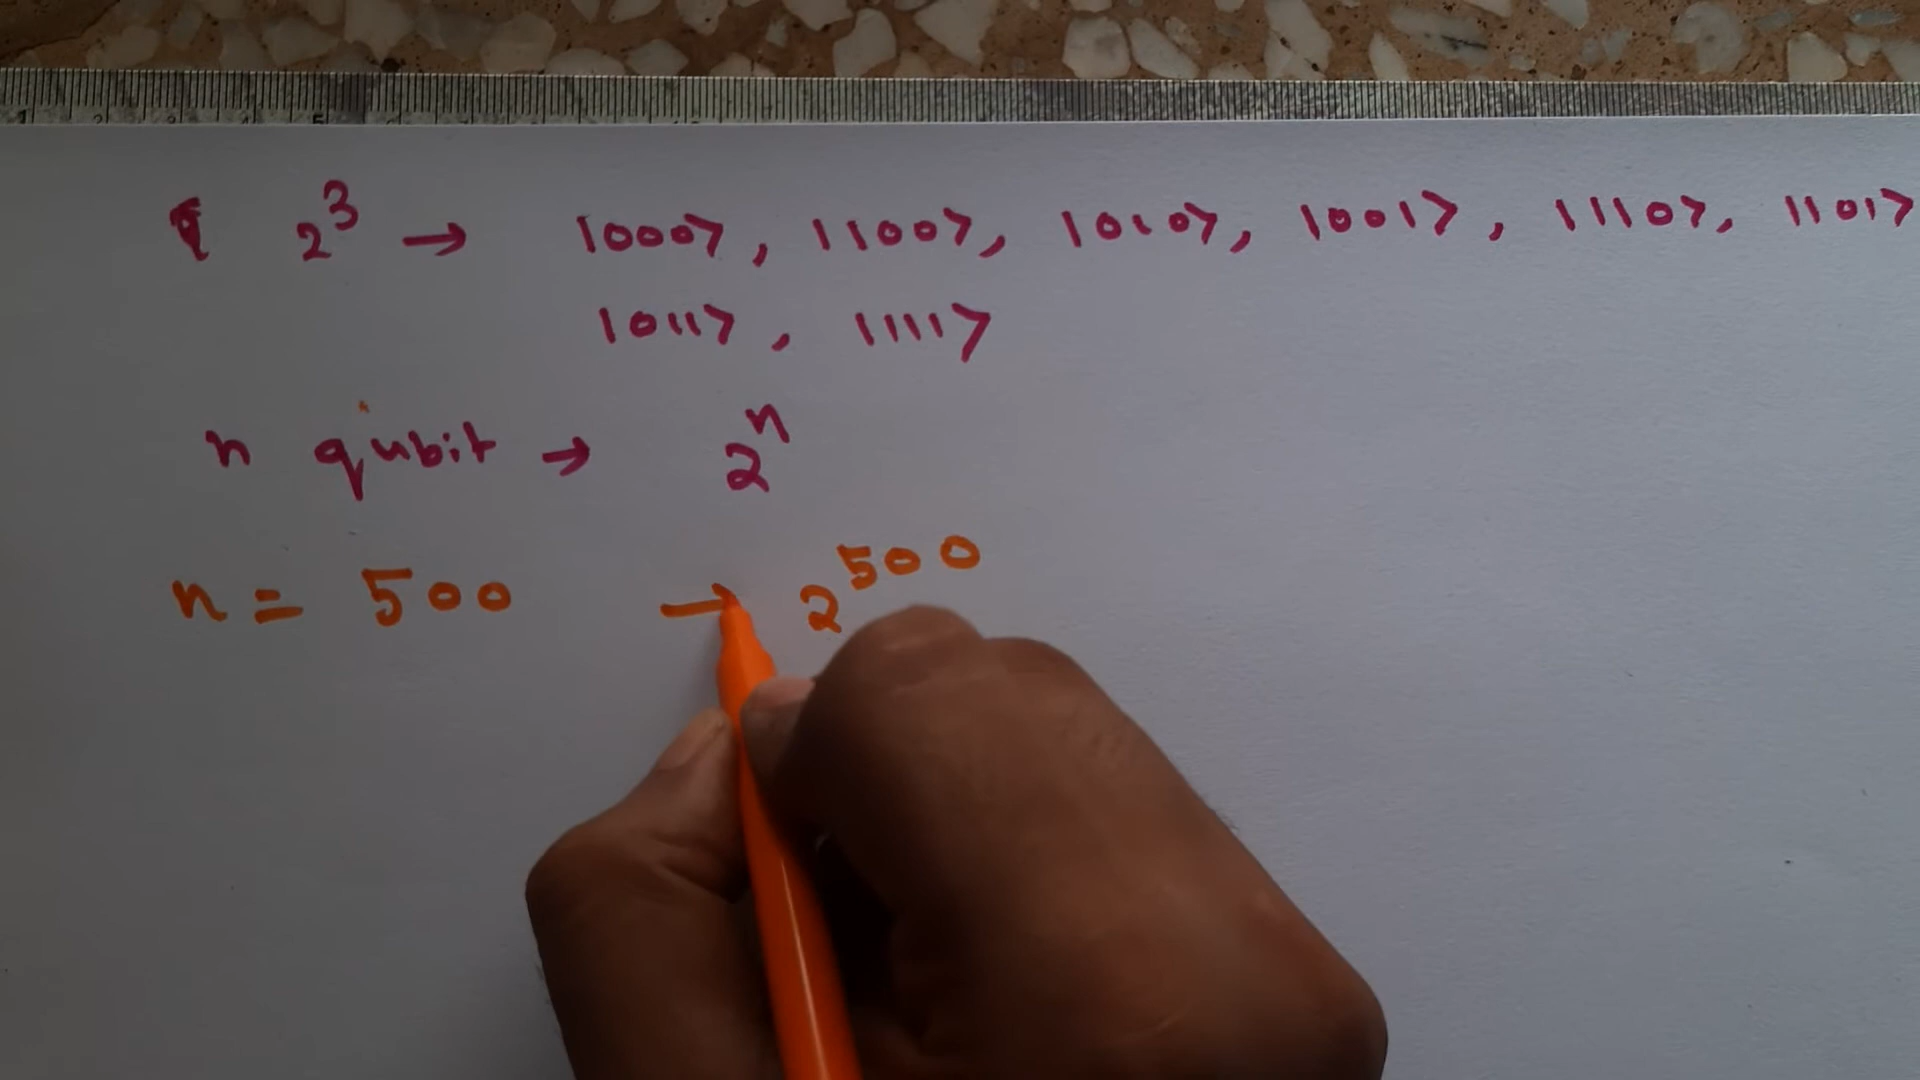 2³ → |000>, |100>, |010>, |001>, |110>, |101>
|011>, |111>
n qubit → 2ⁿ
n = 500 → 2⁵⁰⁰